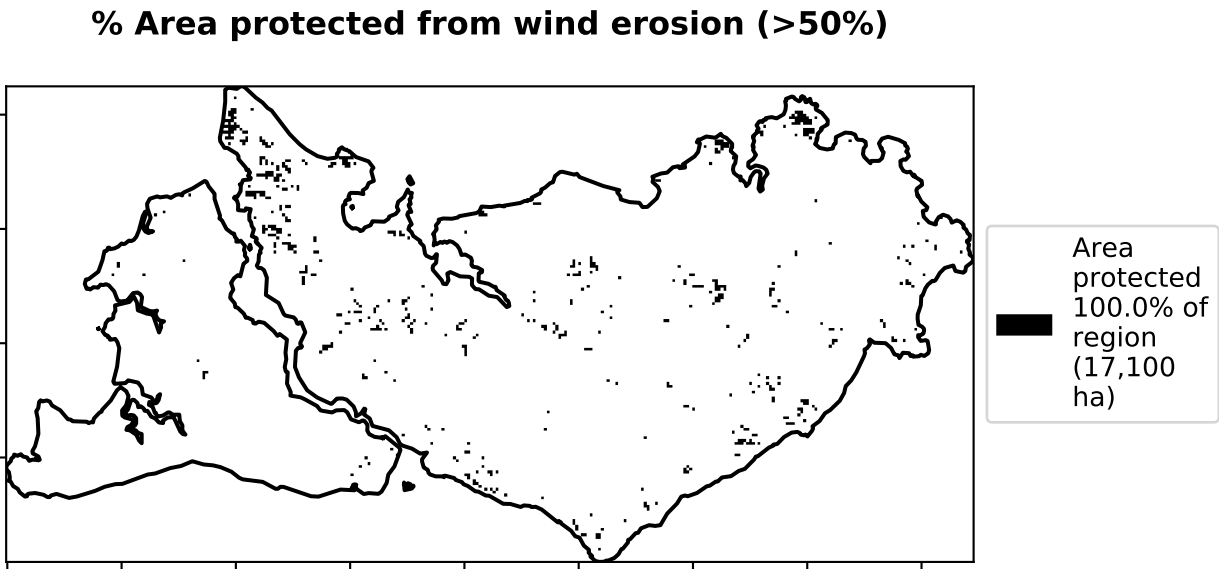 % Area protected from wind erosion (>50%)
Area
protected
100.0% of
region
(17,100
ha)